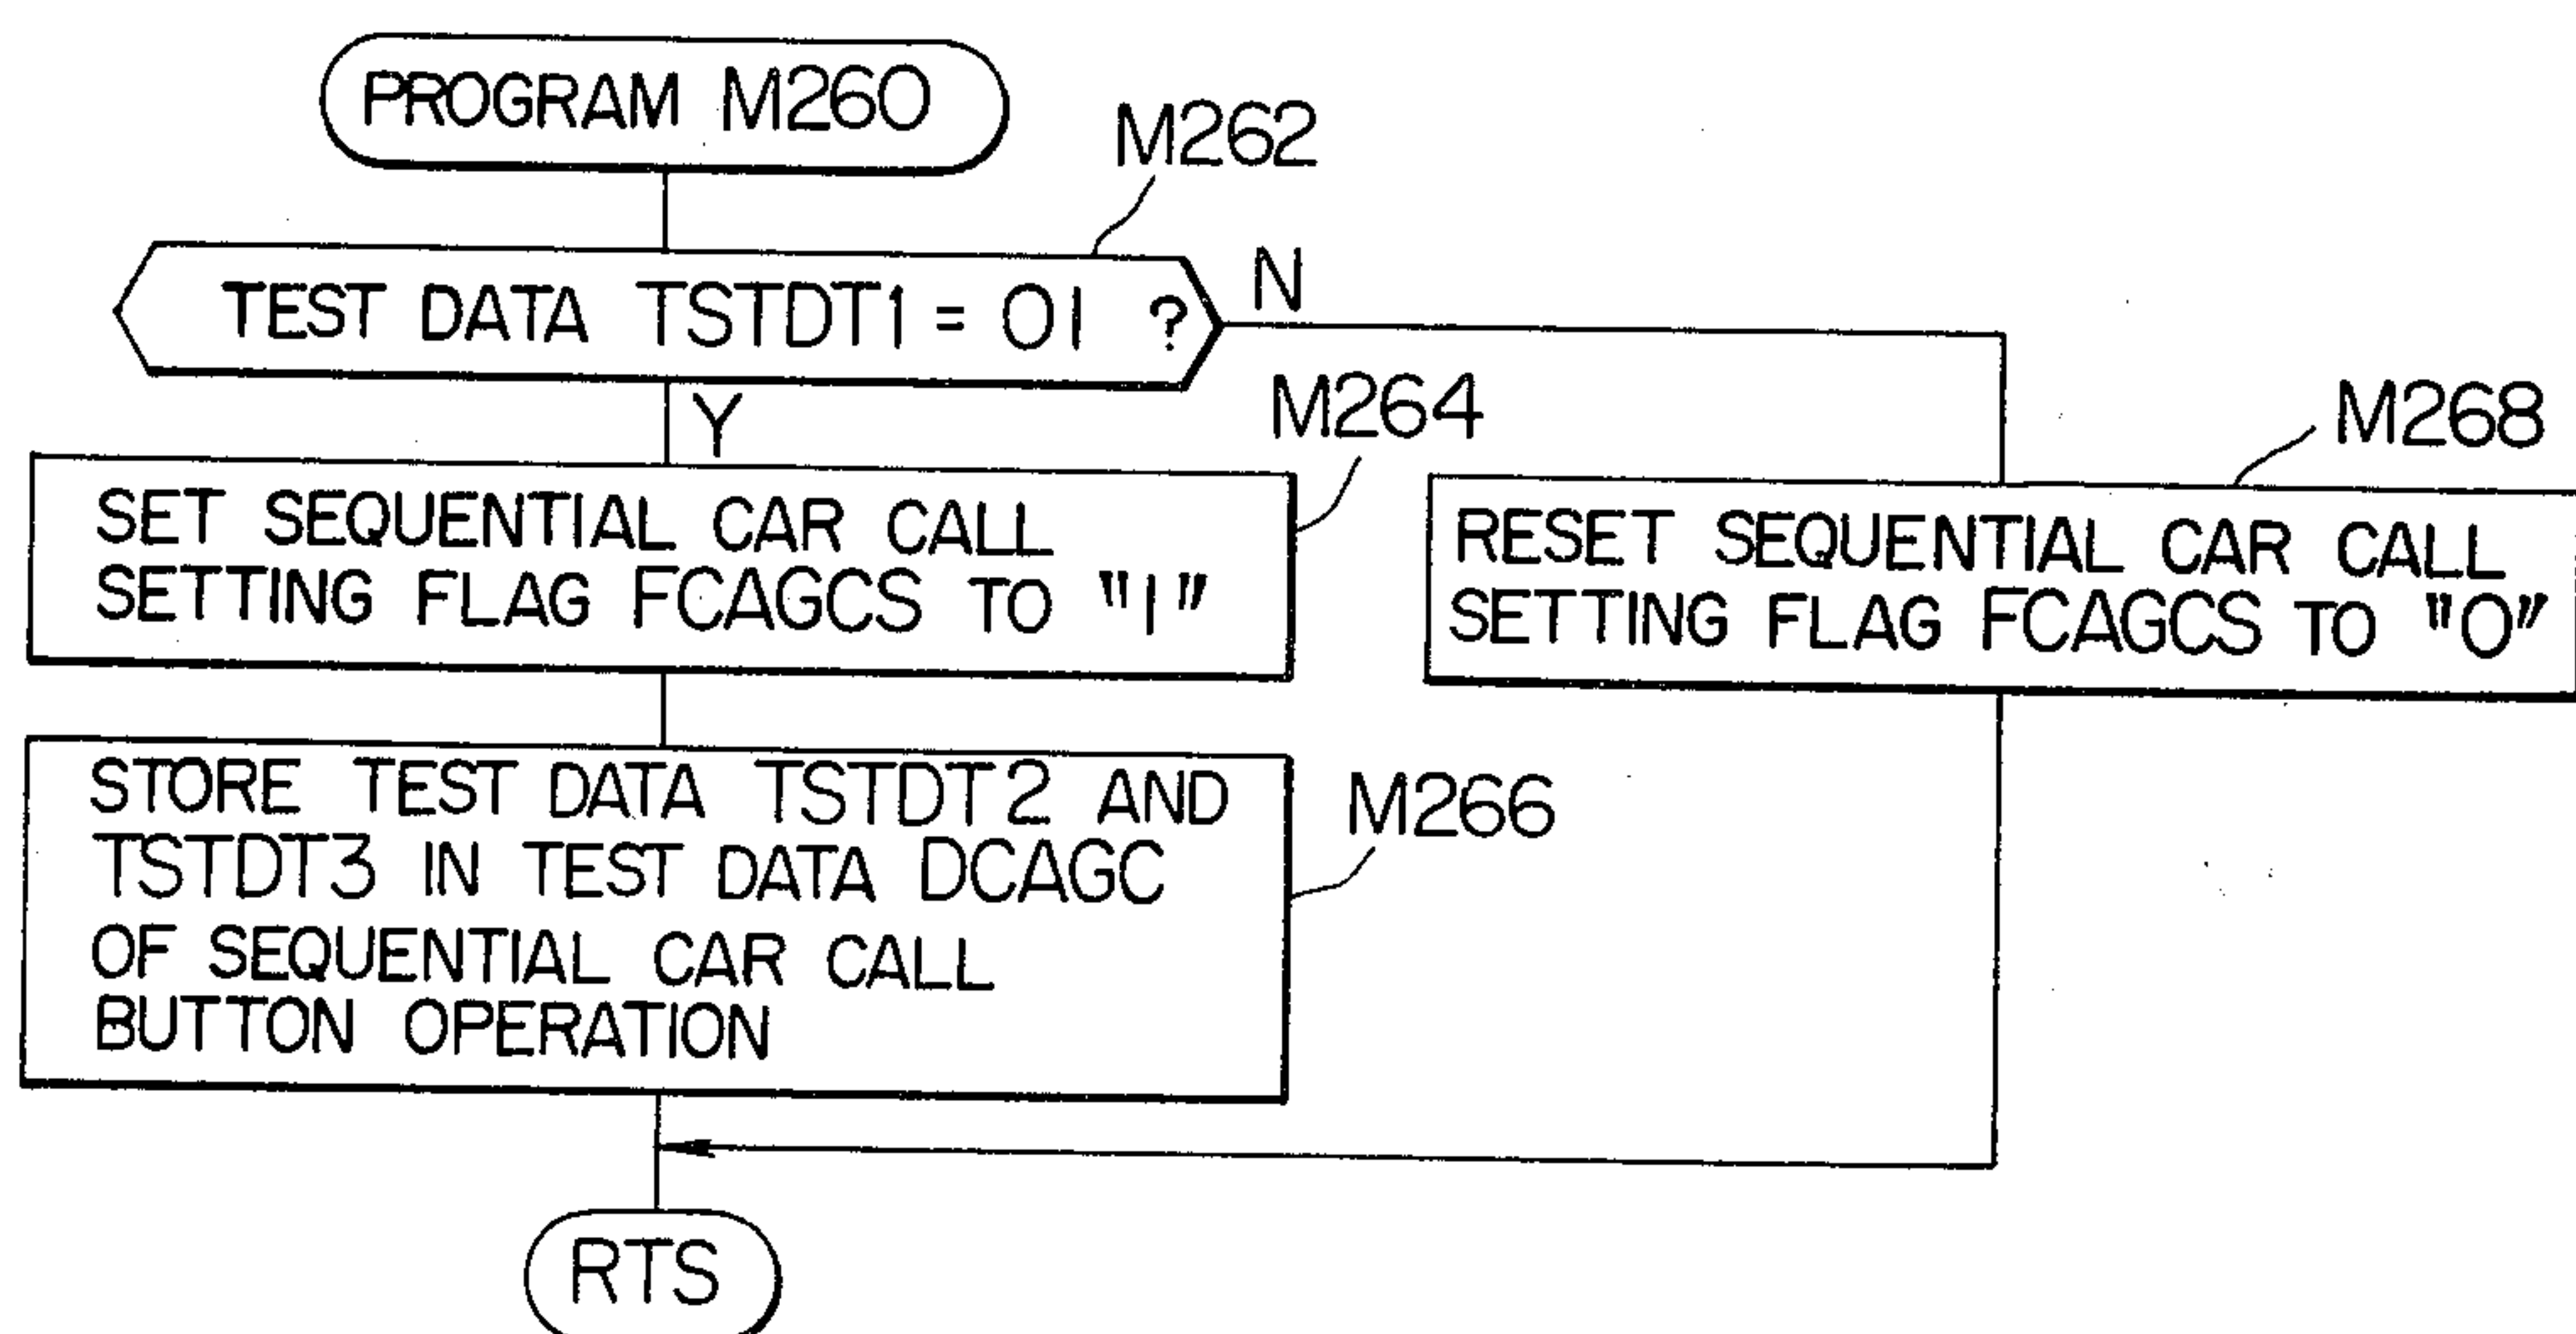 PROGRAM M260
M262
TEST DATA TSTDT1 = 01 ?
N
Y
M264
SET SEQUENTIAL CAR CALL
SETTING FLAG FCAGCS TO "1"
M268
RESET SEQUENTIAL CAR CALL
SETTING FLAG FCAGCS TO "0"
STORE TEST DATA TSTDT2 AND
TSTDT3 IN TEST DATA DCAGC
OF SEQUENTIAL CAR CALL
BUTTON OPERATION
M266
RTS